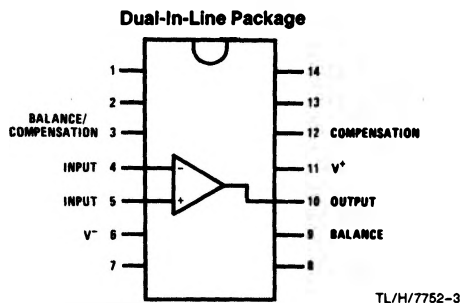 Dual-In-Line Package
1
14
2
13
BALANCE/
COMPENSATION
3
12 COMPENSATION
INPUT 4
-
11 V+
INPUT 5
+
10 OUTPUT
V- 6
9 BALANCE
7
8
TL/H/7752-3